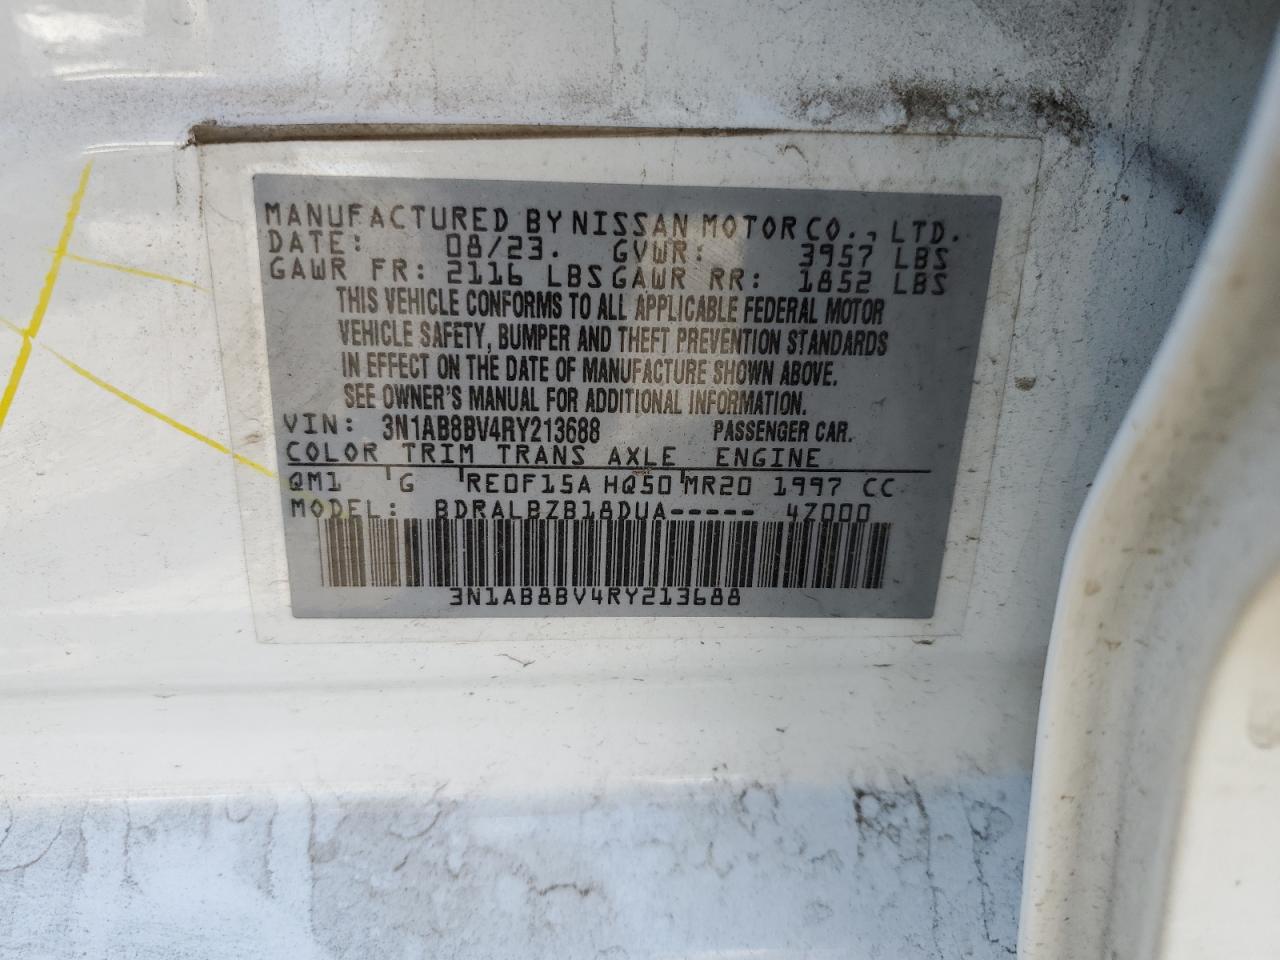 MANUFACTURED BY NISSAN MOTOR CO., LTD.
DATE: 08/23. GVWR: 3957 LBS
GAWR FR: 2116 LBS GAWR RR: 1852 LBS
THIS VEHICLE CONFORMS TO ALL APPLICABLE FEDERAL MOTOR
VEHICLE SAFETY, BUMPER AND THEFT PREVENTION STANDARDS
IN EFFECT ON THE DATE OF MANUFACTURE SHOWN ABOVE.
SEE OWNER'S MANUAL FOR ADDITIONAL INFORMATION.
VIN: 3N1AB8BV4RY213688 PASSENGER CAR.
COLOR TRIM TRANS AXLE ENGINE
QM1 G RE0F15A HQ50 MR20 1997 CC
MODEL: BDRALBZB18DUA----- 4Z000
3N1AB8BV4RY213688